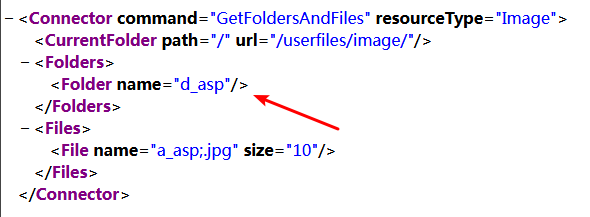 − <Connector command="GetFoldersAndFiles" resourceType="Image">
<CurrentFolder path="/" url="/userfiles/image/"/>
− <Folders>
<Folder name="d_asp"/>
</Folders>
− <Files>
<File name="a_asp;.jpg" size="10"/>
</Files>
</Connector>